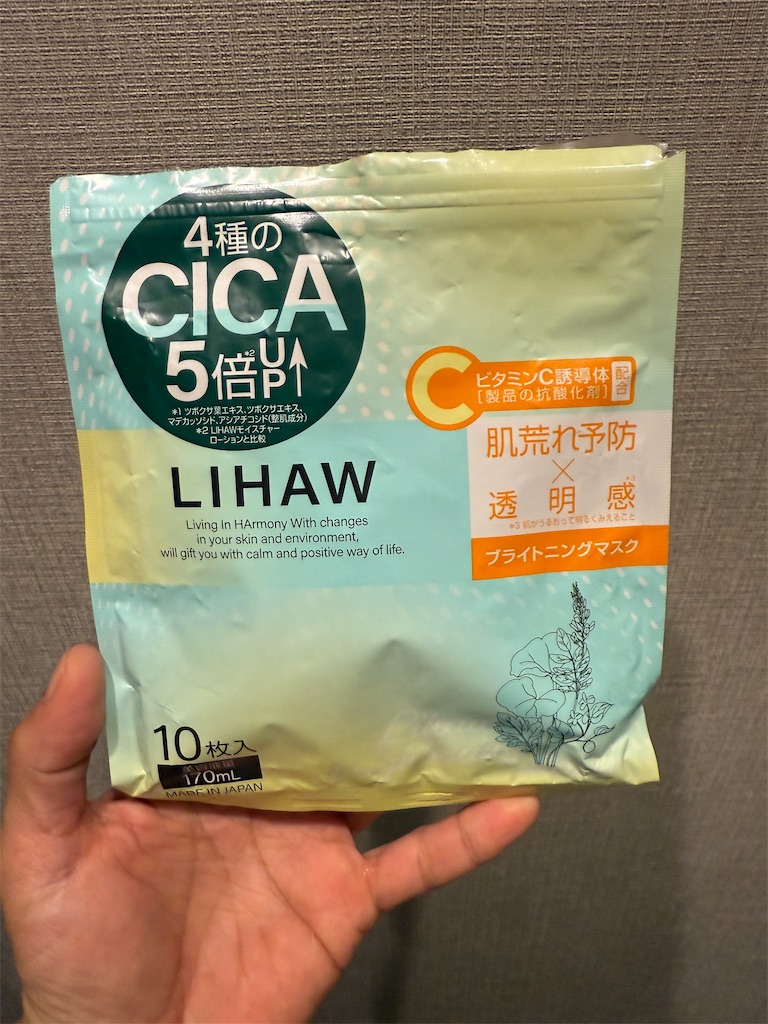 4種の
CICA
5倍*2 UP↑
*1 ツボクサ葉エキス、ツボクサエキス、
マデカッソシド、アシアチコシド(整肌成分)
*2 LIHAWモイスチャー
ローションと比較
C
ビタミンC誘導体
[製品の抗酸化剤]
配合
肌荒れ予防
×
透明感*3
*3 肌がうるおって明るくみえること
ブライトニングマスク
LIHAW
Living in HArmony With changes
in your skin and environment,
will gift you with calm and positive way of life.
10枚入
美容液量
170mL
MADE IN JAPAN